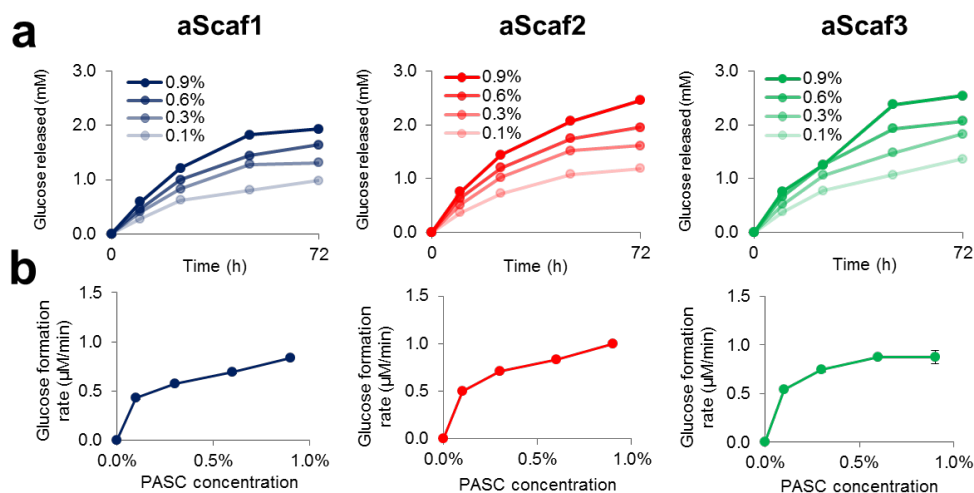 a
aScaf1
aScaf2
aScaf3
Glucose released (mM)
3.0
2.0
1.0
0.0
0.9%
0.6%
0.3%
0.1%
0
72
Time (h)
Glucose released (mM)
3.0
2.0
1.0
0.0
0.9%
0.6%
0.3%
0.1%
0
72
Time (h)
Glucose released (mM)
3.0
2.0
1.0
0.0
0.9%
0.6%
0.3%
0.1%
0
72
Time (h)
b
Glucose formation
rate (µM/min)
1.5
1.0
0.5
0.0
0.0%
0.5%
1.0%
PASC concentration
Glucose formation
rate (µM/min)
1.5
1.0
0.5
0.0
0.0%
0.5%
1.0%
PASC concentration
Glucose formation
rate (µM/min)
1.5
1.0
0.5
0.0
0.0%
0.5%
1.0%
PASC concentration